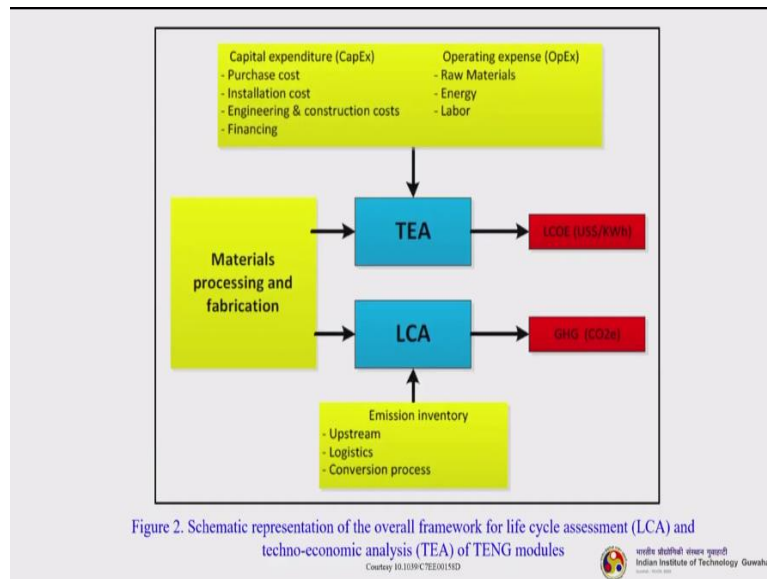 Capital expenditure (CapEx)
- Purchase cost
- Installation cost
- Engineering & construction costs
- Financing
Operating expense (OpEx)
- Raw Materials
- Energy
- Labor
Materials
processing and
fabrication
TEA
LCOE (US$/KWh)
LCA
GHG (CO2e)
Emission inventory
- Upstream
- Logistics
- Conversion process
Figure 2. Schematic representation of the overall framework for life cycle assessment (LCA) and
techno-economic analysis (TEA) of TENG modules
Courtesy 10.1039/C7EE00158D
भारतीय प्रौद्योगिकी संस्थान गुवाहाटी
Indian Institute of Technology Guwaha